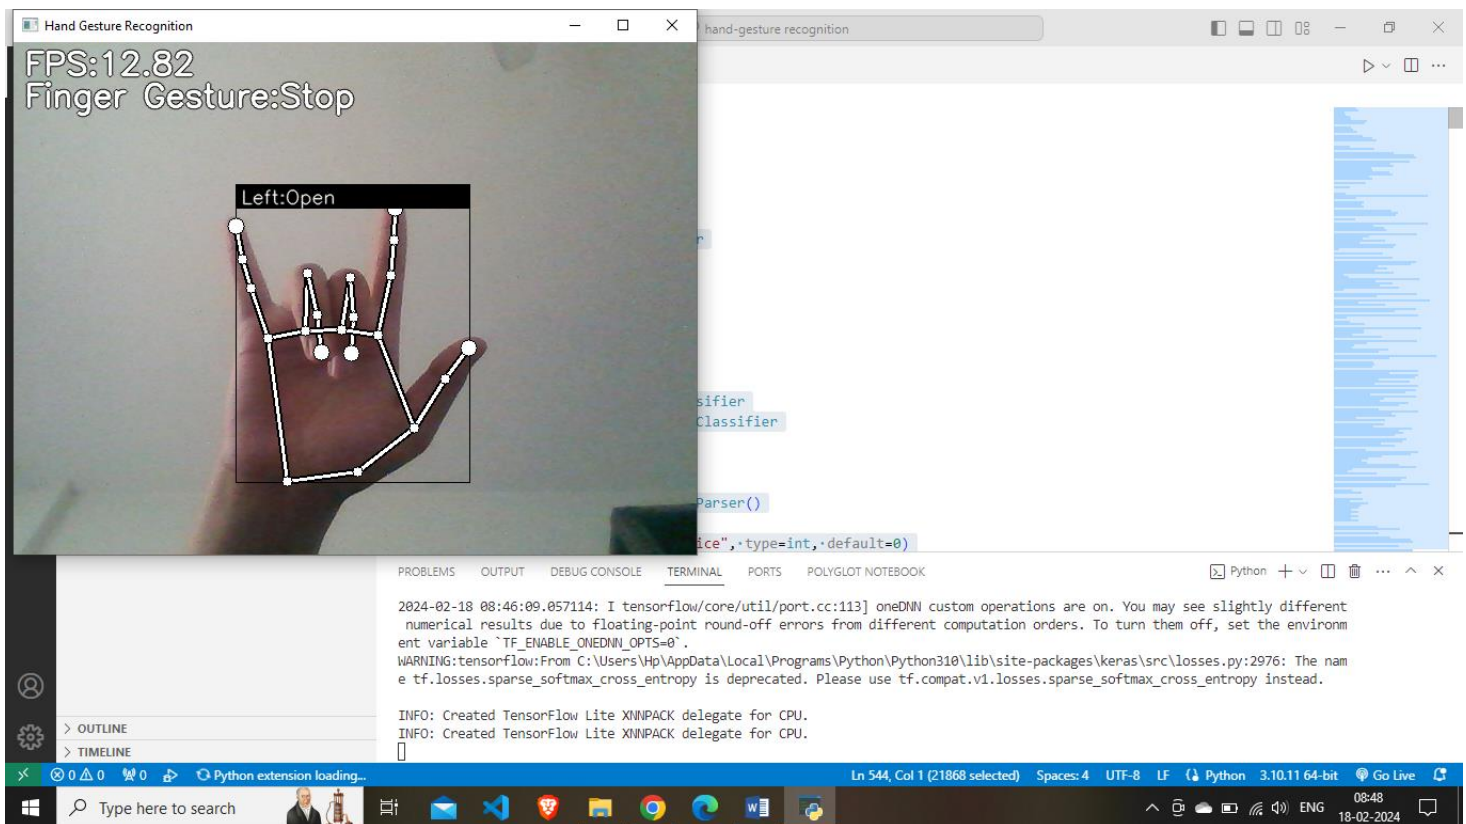 Hand Gesture Recognition
hand-gesture recognition
FPS:12.82
Finger Gesture:Stop
Left:Open
r
sifier
Classifier
Parser()
ice", type=int, default=0)
PROBLEMS OUTPUT DEBUG CONSOLE TERMINAL PORTS POLYGLOT NOTEBOOK Python
2024-02-18 08:46:09.057114: I tensorflow/core/util/port.cc:113] oneDNN custom operations are on. You may see slightly different
numerical results due to floating-point round-off errors from different computation orders. To turn them off, set the environm
ent variable `TF_ENABLE_ONEDNN_OPTS=0`.
WARNING:tensorflow:From C:\Users\Hp\AppData\Local\Programs\Python\Python310\lib\site-packages\keras\src\losses.py:2976: The nam
e tf.losses.sparse_softmax_cross_entropy is deprecated. Please use tf.compat.v1.losses.sparse_softmax_cross_entropy instead.
INFO: Created TensorFlow Lite XNNPACK delegate for CPU.
INFO: Created TensorFlow Lite XNNPACK delegate for CPU.
OUTLINE
TIMELINE
0 0 0 Python extension loading... Ln 544, Col 1 (21868 selected) Spaces: 4 UTF-8 LF Python 3.10.11 64-bit Go Live
Type here to search ENG 08:48
18-02-2024